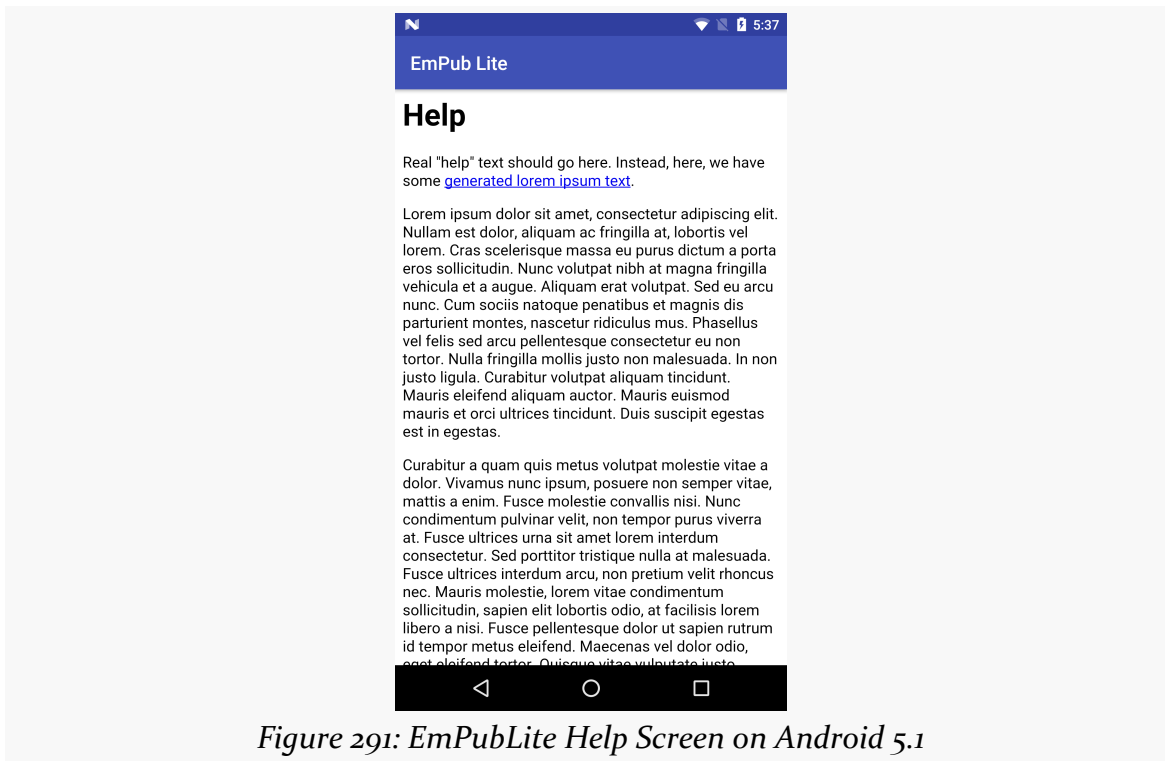 5:37
EmPub Lite
Help
Real "help" text should go here. Instead, here, we have
some generated lorem ipsum text.
Lorem ipsum dolor sit amet, consectetur adipiscing elit.
Nullam est dolor, aliquam ac fringilla at, lobortis vel
lorem. Cras scelerisque massa eu purus dictum a porta
eros sollicitudin. Nunc volutpat nibh at magna fringilla
vehicula et a augue. Aliquam erat volutpat. Sed eu arcu
nunc. Cum sociis natoque penatibus et magnis dis
parturient montes, nascetur ridiculus mus. Phasellus
vel felis sed arcu pellentesque consectetur eu non
tortor. Nulla fringilla mollis justo non malesuada. In non
justo ligula. Curabitur volutpat aliquam tincidunt.
Mauris eleifend aliquam auctor. Mauris euismod
mauris et orci ultrices tincidunt. Duis suscipit egestas
est in egestas.
Curabitur a quam quis metus volutpat molestie vitae a
dolor. Vivamus nunc ipsum, posuere non semper vitae,
mattis a enim. Fusce molestie convallis nisi. Nunc
condimentum pulvinar velit, non tempor purus viverra
at. Fusce ultrices urna sit amet lorem interdum
consectetur. Sed porttitor tristique nulla at malesuada.
Fusce ultrices interdum arcu, non pretium velit rhoncus
nec. Mauris molestie, lorem vitae condimentum
sollicitudin, sapien elit lobortis odio, at facilisis lorem
libero a nisi. Fusce pellentesque dolor ut sapien rutrum
id tempor metus eleifend. Maecenas vel dolor odio,
eget eleifend tortor. Quisque vitae vulputate justo
Figure 291: EmPubLite Help Screen on Android 5.1